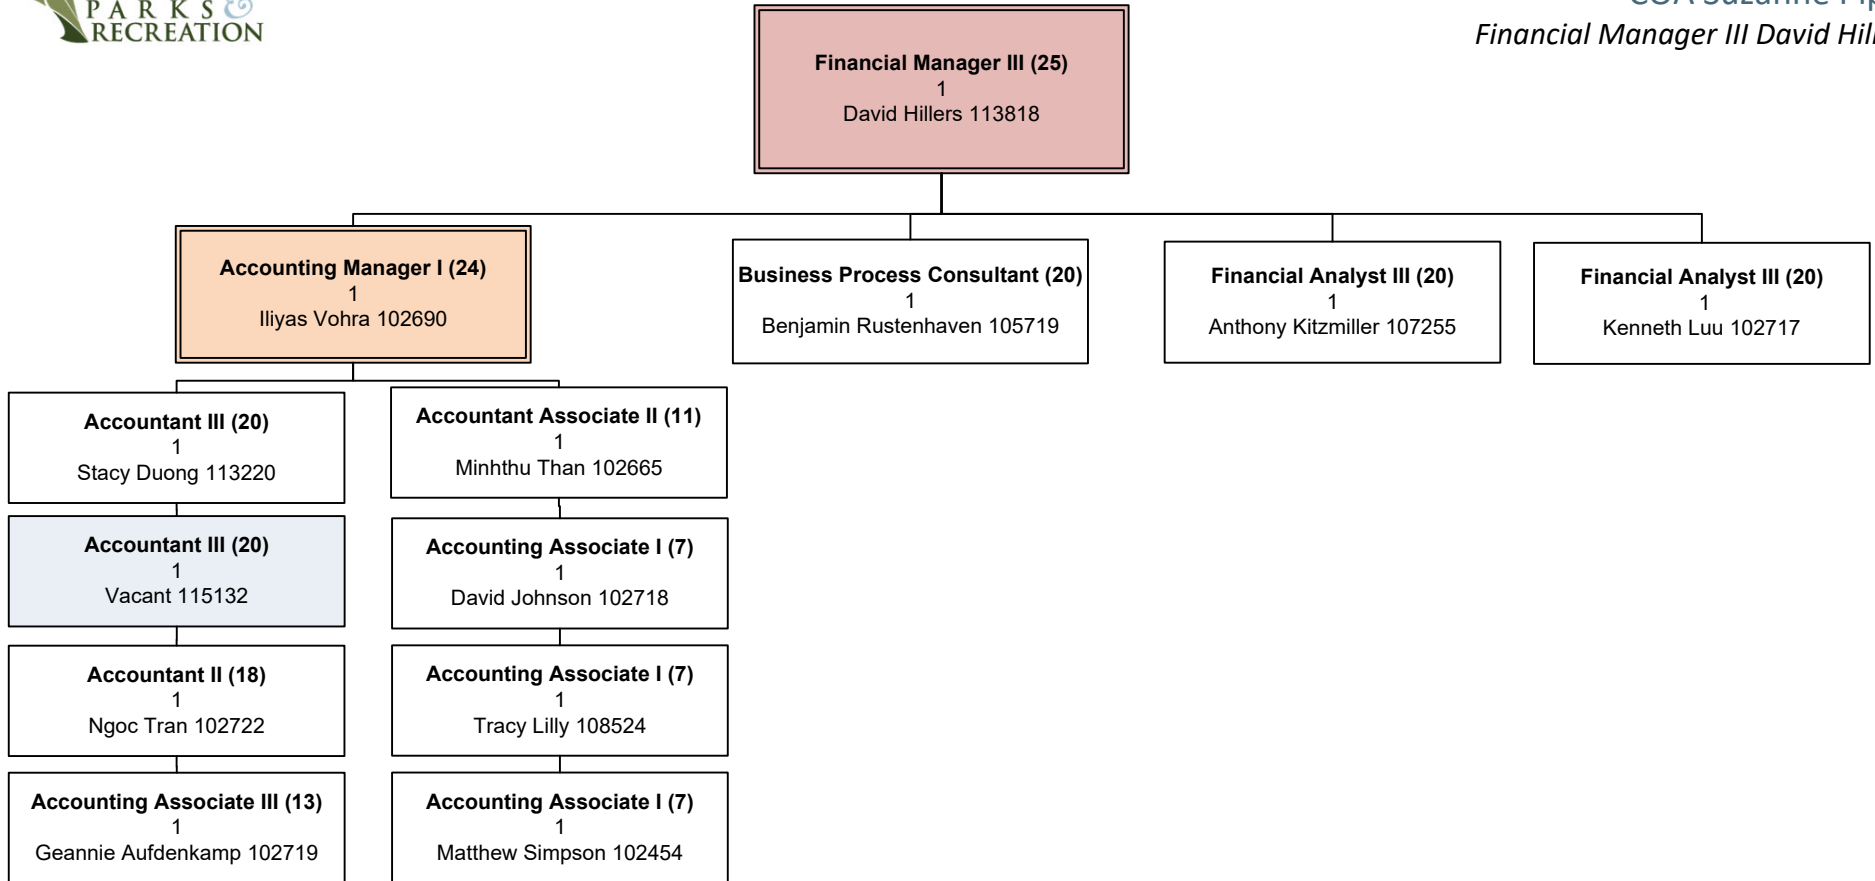 PARKS &
RECREATION
COA Suzanne
Financial Manager III David
Financial Manager III (25)
1
David Hillers 113818
Accounting Manager I (24)
1
Iliyas Vohra 102690
Business Process Consultant (20)
1
Benjamin Rustenhaven 105719
Financial Analyst III (20)
1
Anthony Kitzmiller 107255
Financial Analyst III (20)
1
Kenneth Luu 102717
Accountant III (20)
1
Stacy Duong 113220
Accountant Associate II (11)
1
Minhthu Than 102665
Accountant III (20)
1
Vacant 115132
Accounting Associate I (7)
1
David Johnson 102718
Accountant II (18)
1
Ngoc Tran 102722
Accounting Associate I (7)
1
Tracy Lilly 108524
Accounting Associate III (13)
1
Geannie Aufdenkamp 102719
Accounting Associate I (7)
1
Matthew Simpson 102454